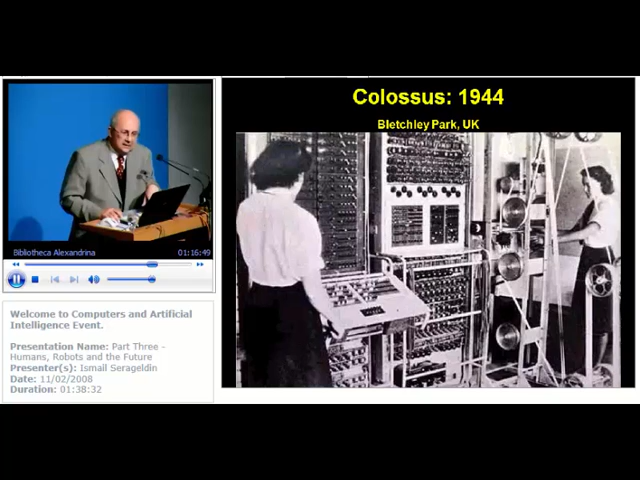 Colossus: 1944
Bletchley Park, UK
Bibliotheca Alexandrina
01:16:49
Welcome to Computers and Artificial
Intelligence Event.
Presentation Name: Part Three -
Humans, Robots and the Future
Presenter(s): Ismail Serageldin
Date: 11/02/2008
Duration: 01:38:32